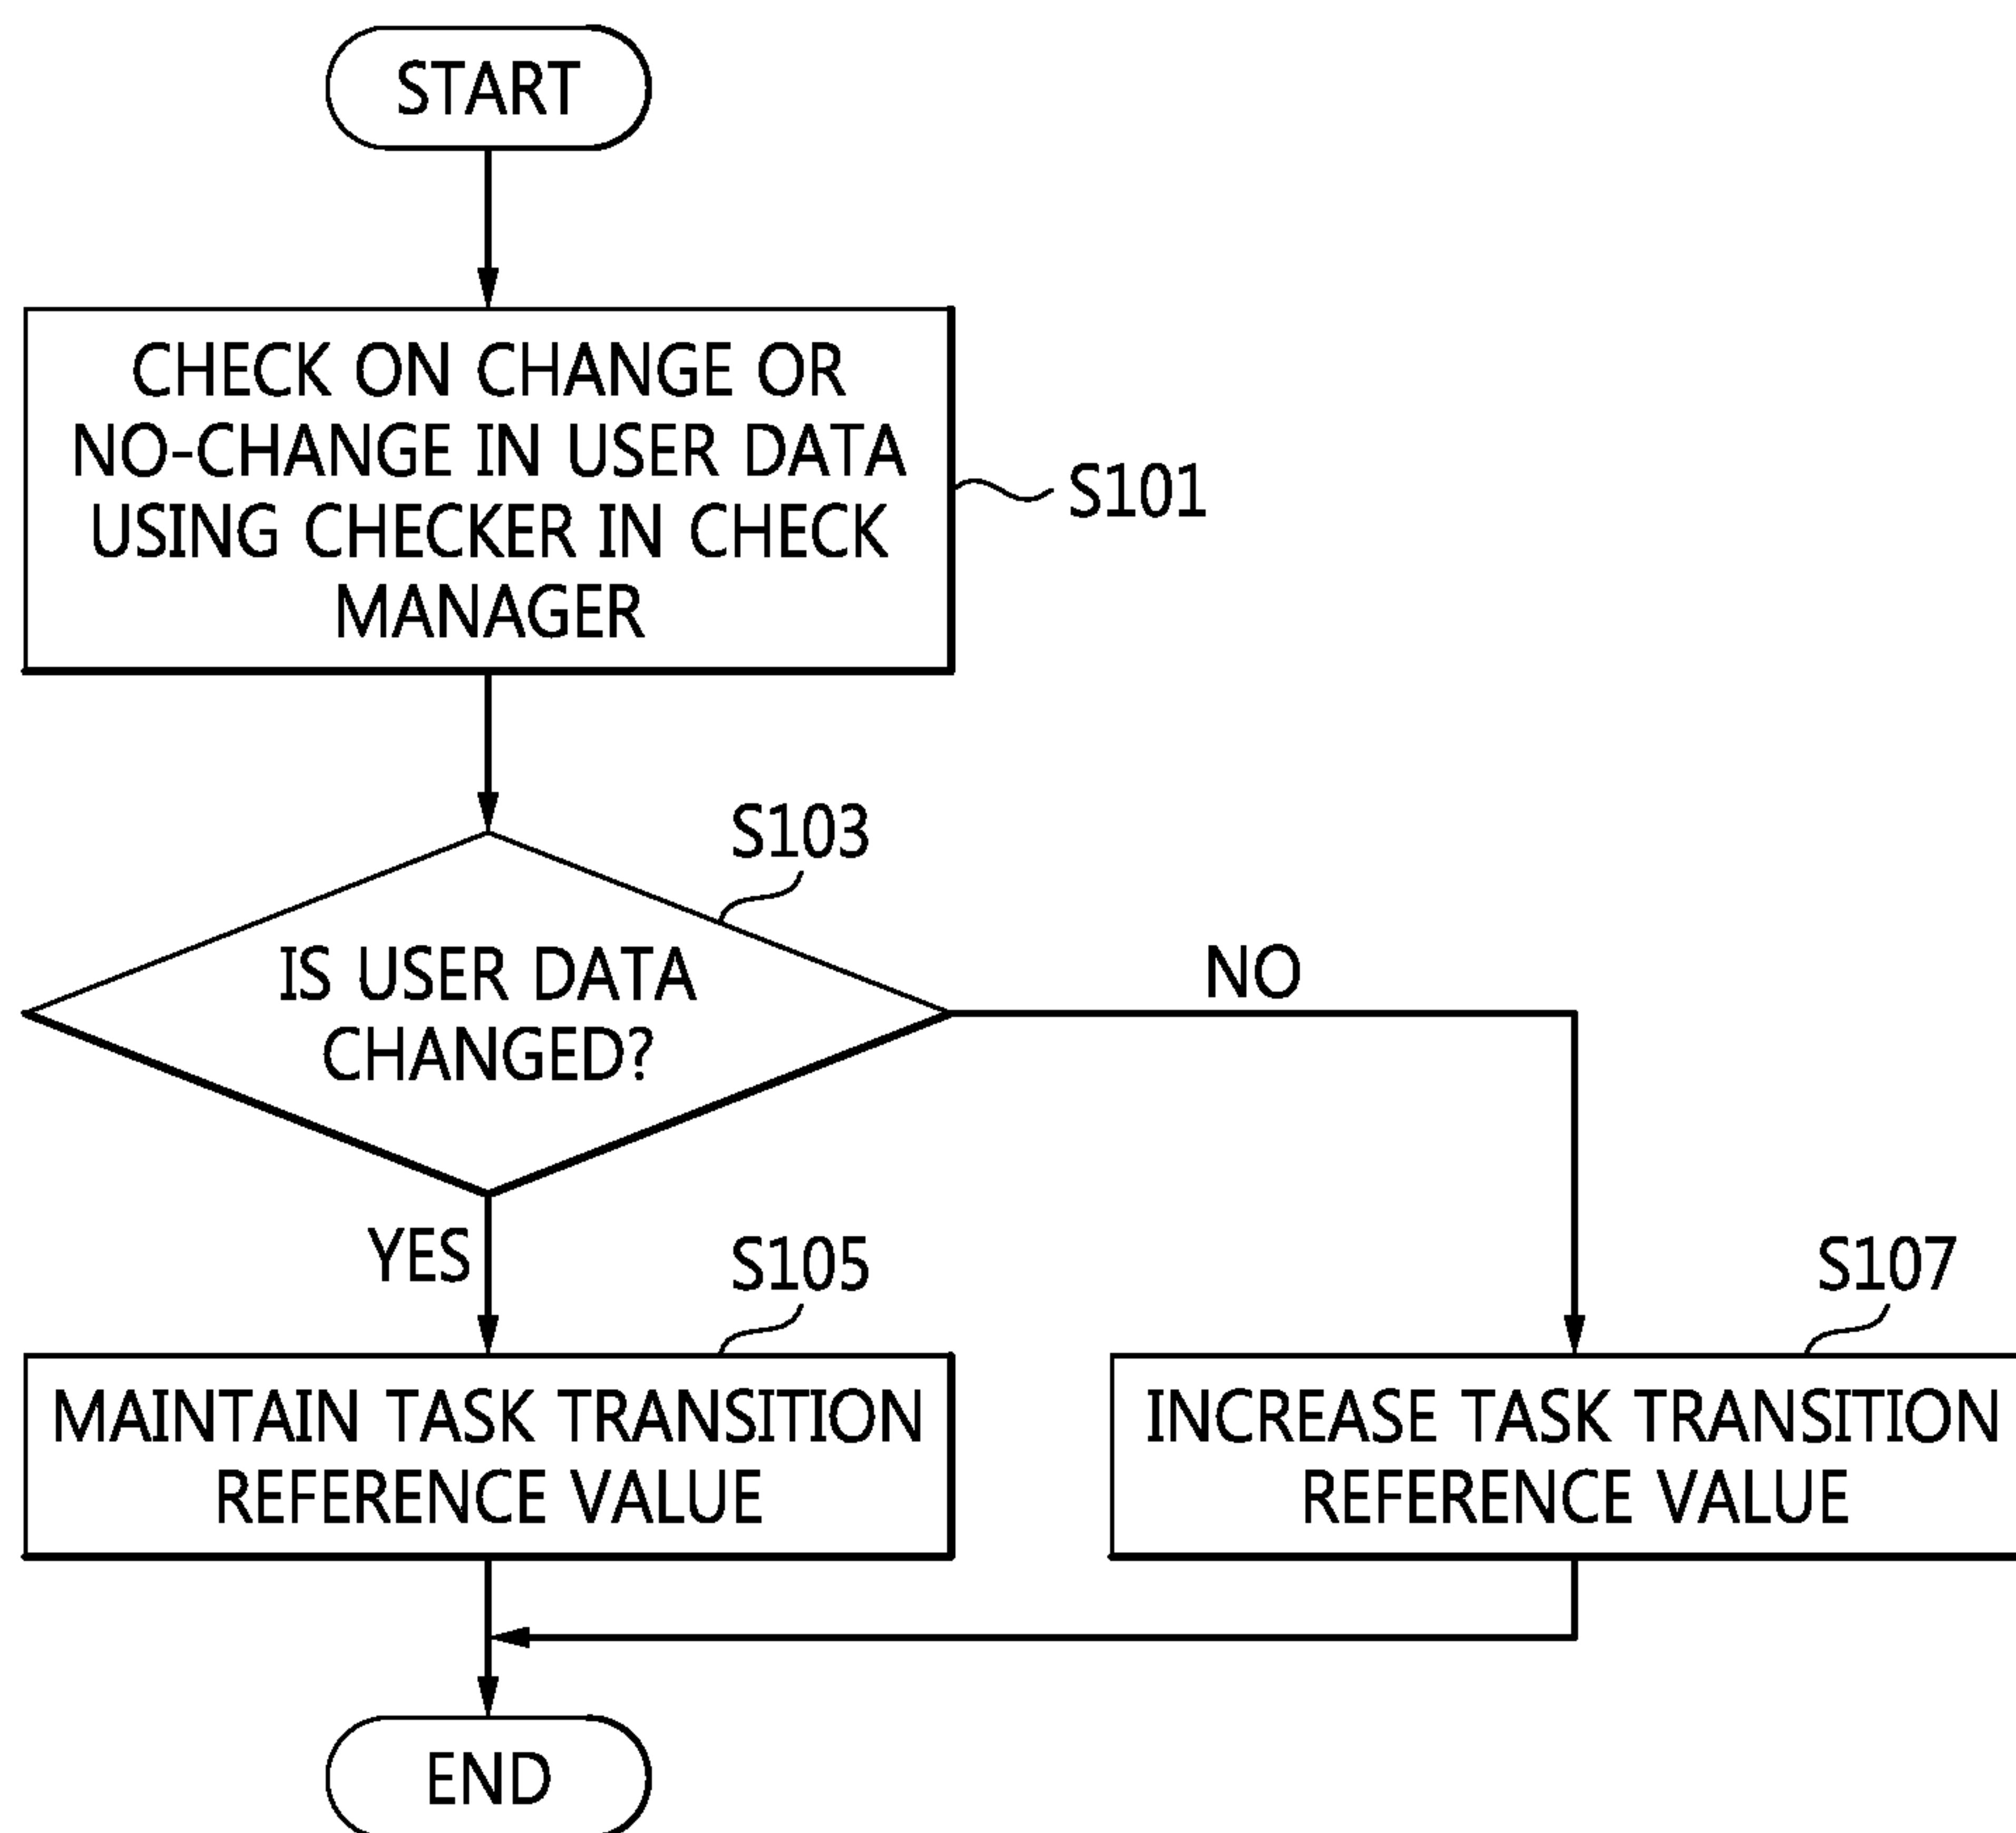 START
CHECK ON CHANGE OR
NO-CHANGE IN USER DATA
USING CHECKER IN CHECK
MANAGER
S101
S103
IS USER DATA
CHANGED?
NO
YES
S105
S107
MAINTAIN TASK TRANSITION
REFERENCE VALUE
INCREASE TASK TRANSITION
REFERENCE VALUE
END